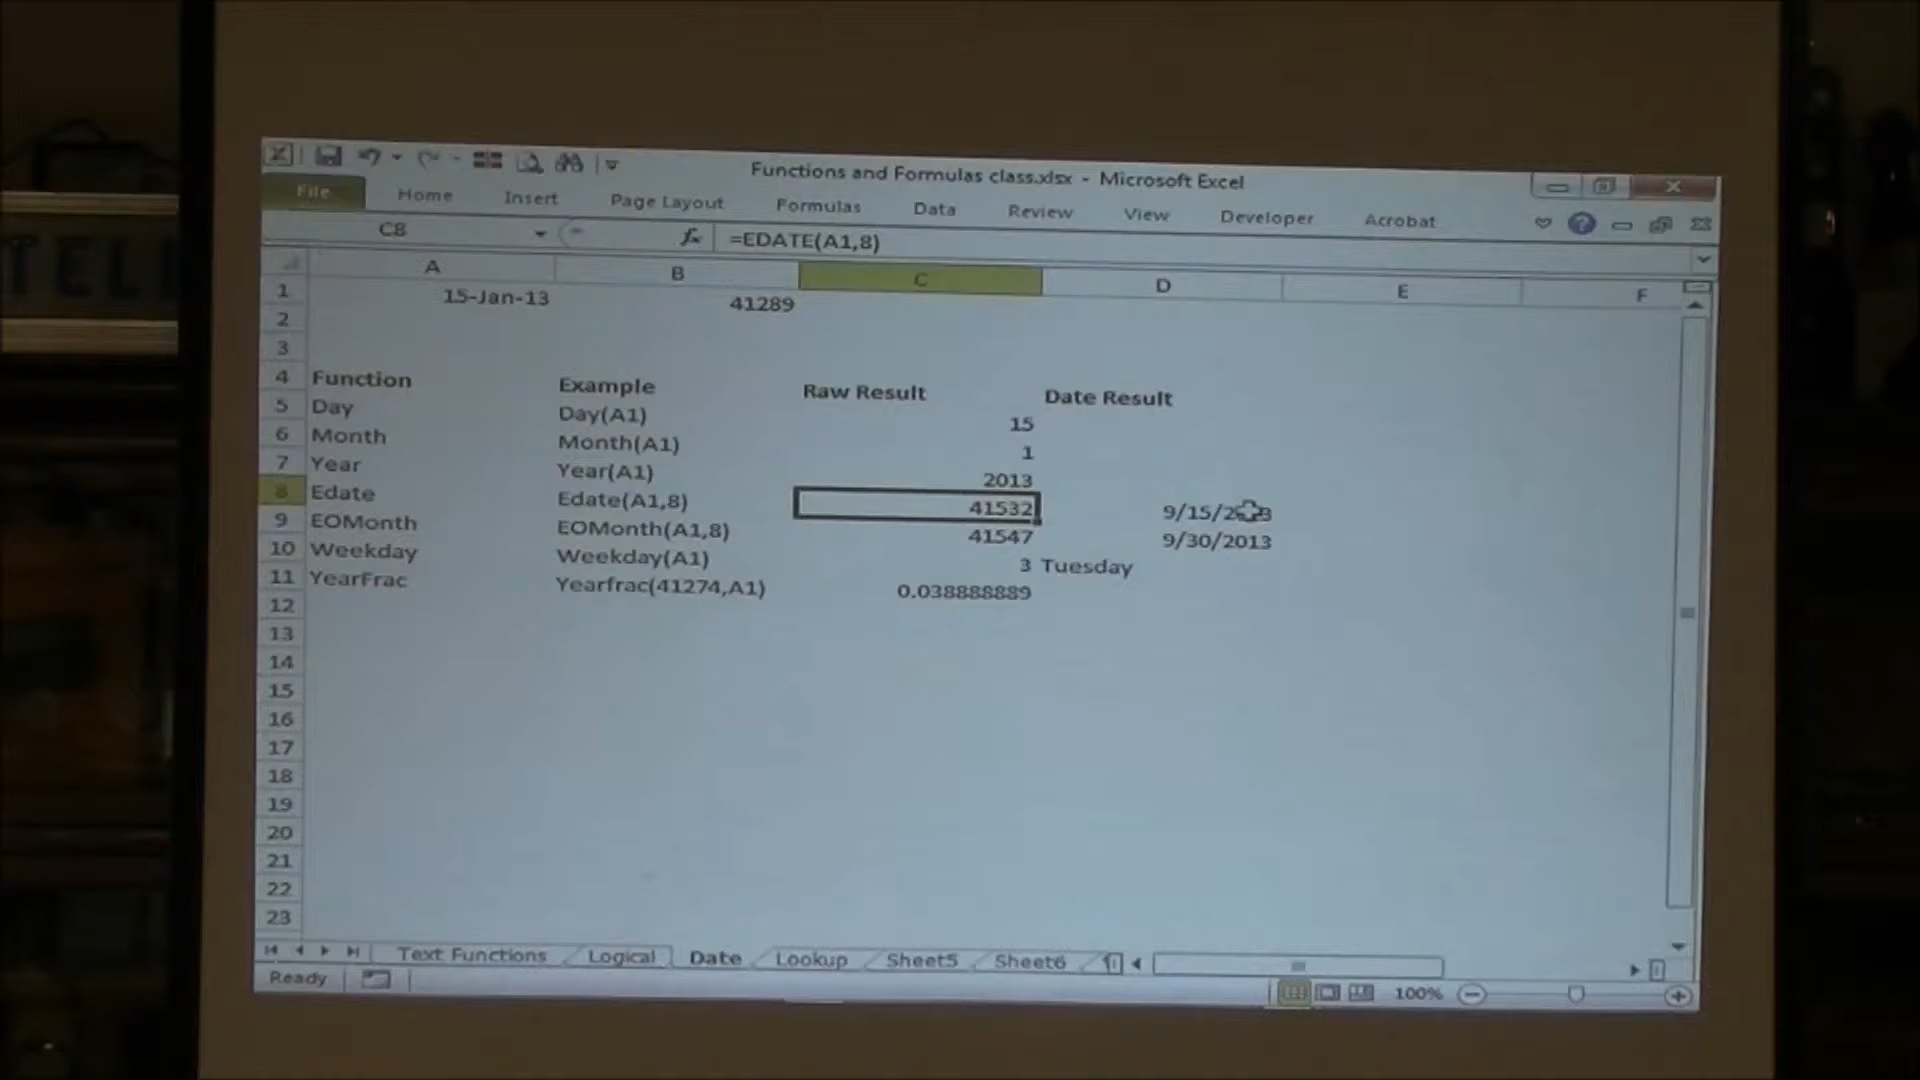 Functions and Formulas class.xlsx - Microsoft Excel
File Home Insert Page Layout Formulas Data Review View Developer Acrobat
C8 fx =EDATE(A1,8)
A B C D E F
1 15-Jan-13 41289
2
3
4 Function Example Raw Result Date Result
5 Day Day(A1) 15
6 Month Month(A1) 1
7 Year Year(A1) 2013
8 Edate Edate(A1,8) 41532 9/15/2013
9 EOMonth EOMonth(A1,8) 41547 9/30/2013
10 Weekday Weekday(A1) 3 Tuesday
11 YearFrac Yearfrac(41274,A1) 0.038888889
12
13
14
15
16
17
18
19
20
21
22
23
Text Functions Logical Date Lookup Sheet5 Sheet6
Ready 100%